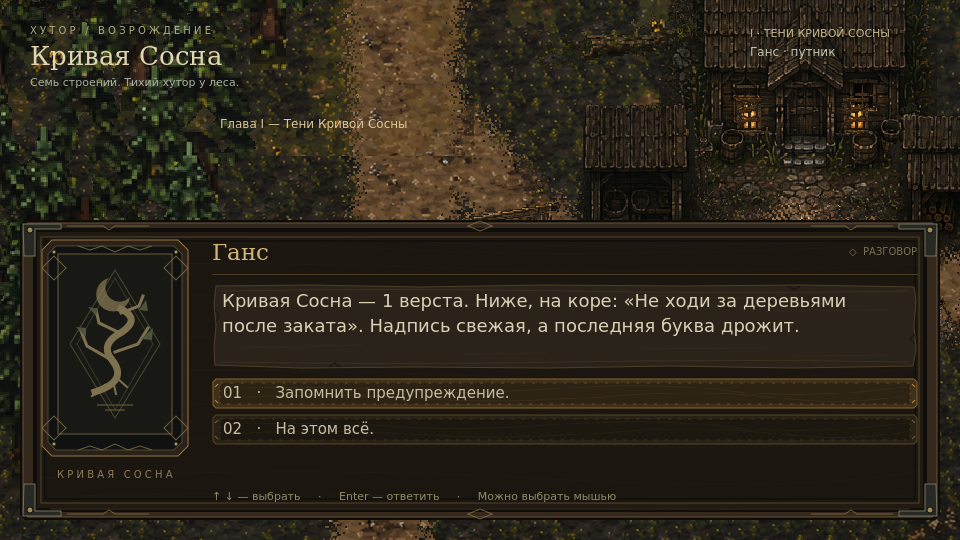 ХУТОР / ВОЗРОЖДЕНИЕ
Кривая Сосна
Семь строений. Тихий хутор у леса.
I · ТЕНИ КРИВОЙ СОСНЫ
Ганс · путник
Глава I — Тени Кривой Сосны
Ганс
◇ РАЗГОВОР
Кривая Сосна — 1 верста. Ниже, на коре: «Не ходи за деревьями
после заката». Надпись свежая, а последняя буква дрожит.
01 · Запомнить предупреждение.
02 · На этом всё.
КРИВАЯ СОСНА
↑ ↓ — выбрать · Enter — ответить · Можно выбрать мышью